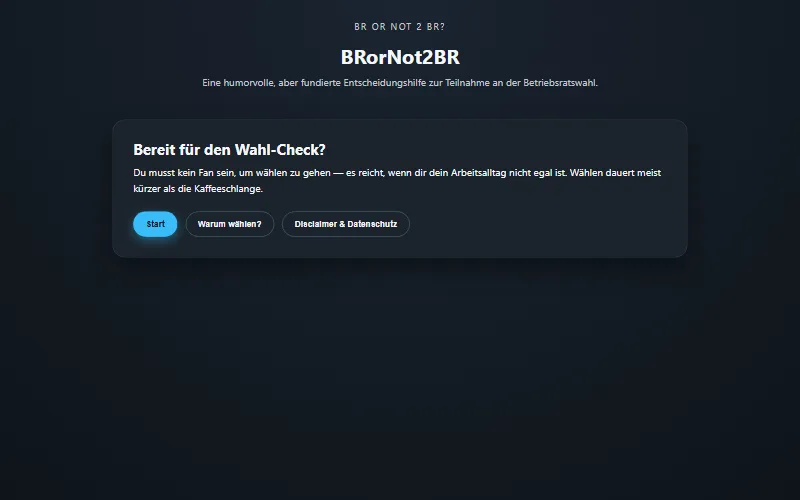 BR OR NOT 2 BR?
BRorNot2BR
Eine humorvolle, aber fundierte Entscheidungshilfe zur Teilnahme an der Betriebsratswahl.
Bereit für den Wahl-Check?
Du musst kein Fan sein, um wählen zu gehen — es reicht, wenn dir dein Arbeitsalltag nicht egal ist. Wählen dauert meist
kürzer als die Kaffeeschlange.
Start
Warum wählen?
Disclaimer & Datenschutz